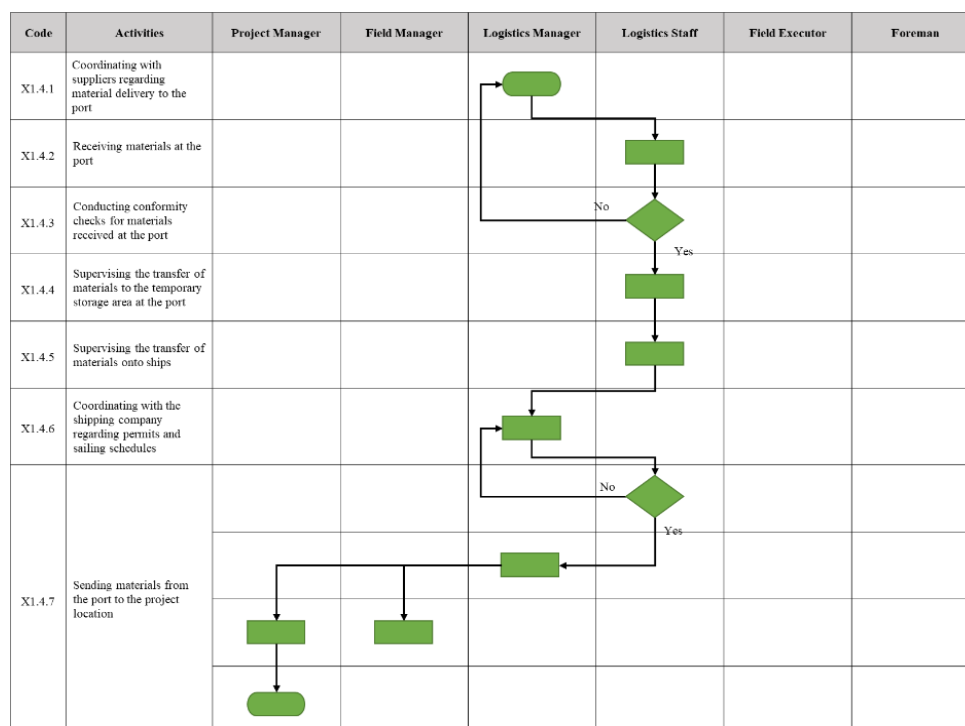 Code Activities Project Manager Field Manager Logistics Manager Logistics Staff Field Executor Foreman
X1.4.1
Coordinating with
suppliers regarding
material delivery to the
port
X1.4.2
Receiving materials at the
port
X1.4.3
Conducting conformity
checks for materials
received at the port
No
Yes
X1.4.4
Supervising the transfer of
materials to the temporary
storage area at the port
X1.4.5
Supervising the transfer of
materials onto ships
X1.4.6
Coordinating with the
shipping company
regarding permits and
sailing schedules
X1.4.7
Sending materials from
the port to the project
location
No
Yes